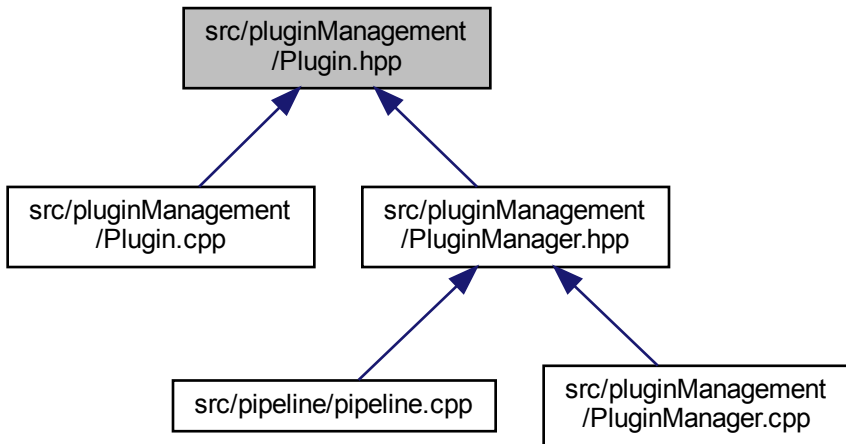 src/pluginManagement
/Plugin.hpp
src/pluginManagement
/Plugin.cpp
src/pluginManagement
/PluginManager.hpp
src/pipeline/pipeline.cpp
src/pluginManagement
/PluginManager.cpp